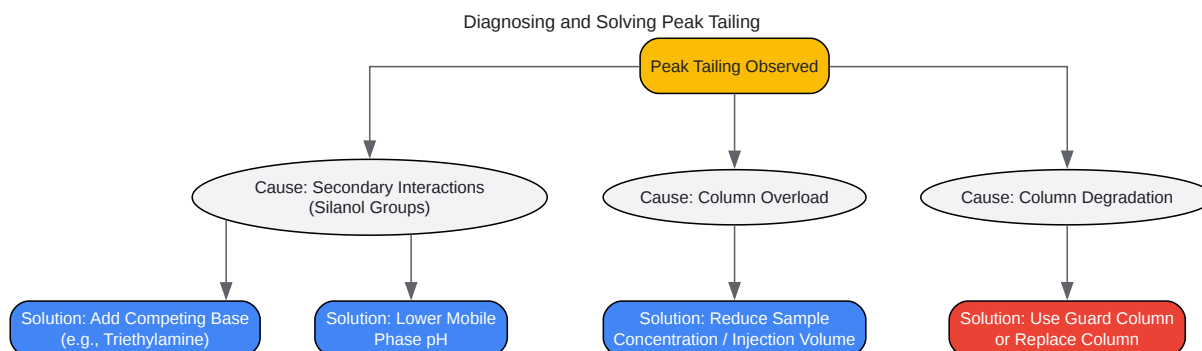 Diagnosing and Solving Peak Tailing
Peak Tailing Observed
Cause: Secondary Interactions
(Silanol Groups)
Cause: Column Overload
Cause: Column Degradation
Solution: Add Competing Base
(e.g., Triethylamine)
Solution: Lower Mobile
Phase pH
Solution: Reduce Sample
Concentration / Injection Volume
Solution: Use Guard Column
or Replace Column